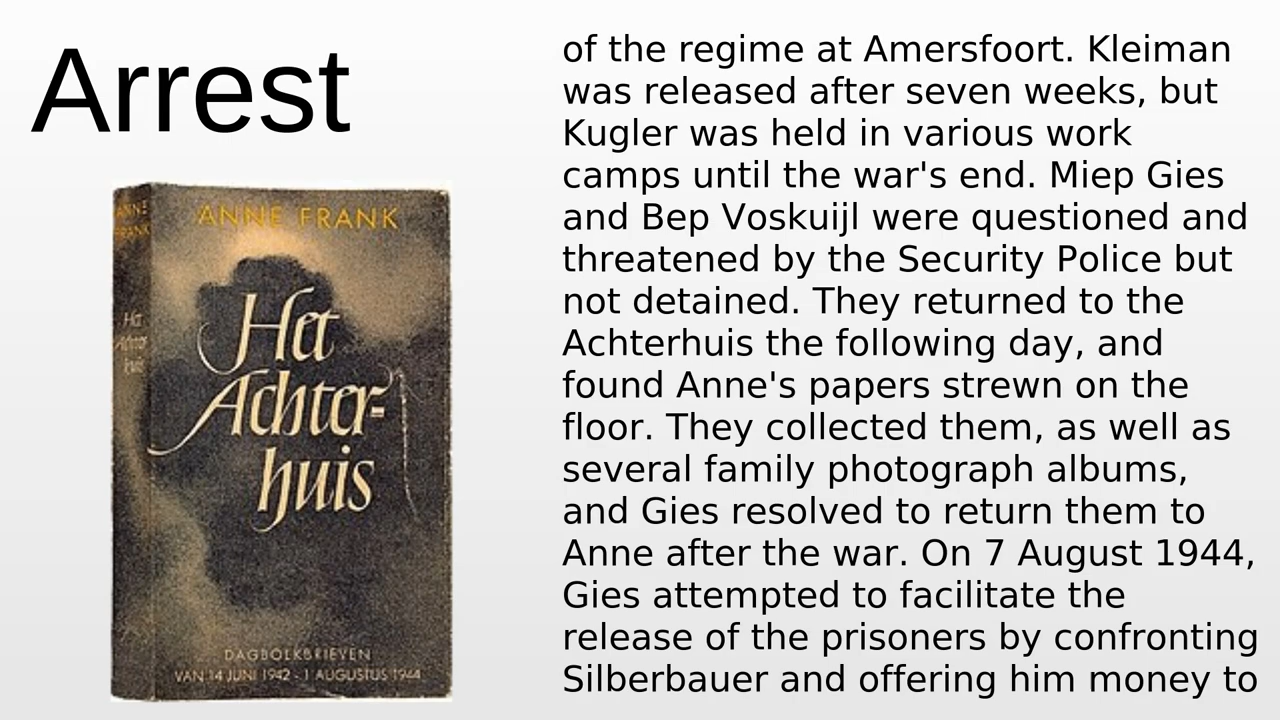 Arrest
ANNE FRANK
Het
Achter=
huis
DAGBOEKBRIEVEN
VAN 14 JUNI 1942 - 1 AUGUSTUS 1944
ANNE
FRANK
Het
Achter
huis
of the regime at Amersfoort. Kleiman
was released after seven weeks, but
Kugler was held in various work
camps until the war's end. Miep Gies
and Bep Voskuijl were questioned and
threatened by the Security Police but
not detained. They returned to the
Achterhuis the following day, and
found Anne's papers strewn on the
floor. They collected them, as well as
several family photograph albums,
and Gies resolved to return them to
Anne after the war. On 7 August 1944,
Gies attempted to facilitate the
release of the prisoners by confronting
Silberbauer and offering him money to